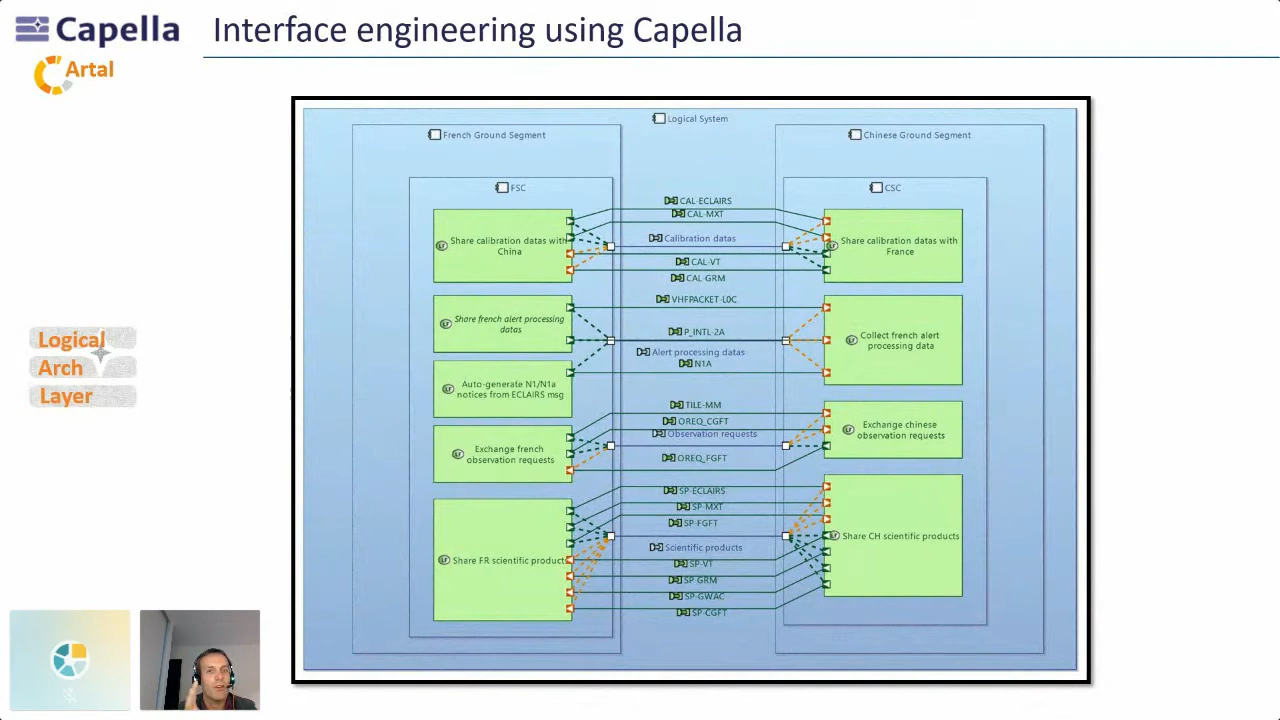 Capella
Interface engineering using Capella
Artal
Logical System
French Ground Segment
Chinese Ground Segment
FSC
CSC
CAL-ECLAIRS
CAL-MXT
Share calibration datas with
China
Calibration datas
Share calibration datas with
France
CAL-VT
CAL-GRM
VHFPACKET-L0C
Share french alert processing
datas
P_INTL-2A
Collect french alert
processing data
Alert processing datas
N1A
Auto-generate N1/N1a
notices from ECLAIRS msg
TILE-MM
OREQ_CGFT
Observation requests
Exchange chinese
observation requests
Exchange french
observation requests
OREQ_FGFT
SP-ECLAIRS
SP-MXT
SP-FGFT
Share CH scientific products
Scientific products
Share FR scientific products
SP-VT
SP-GRM
SP-GWAC
SP-CGFT
Logical
Arch
Layer